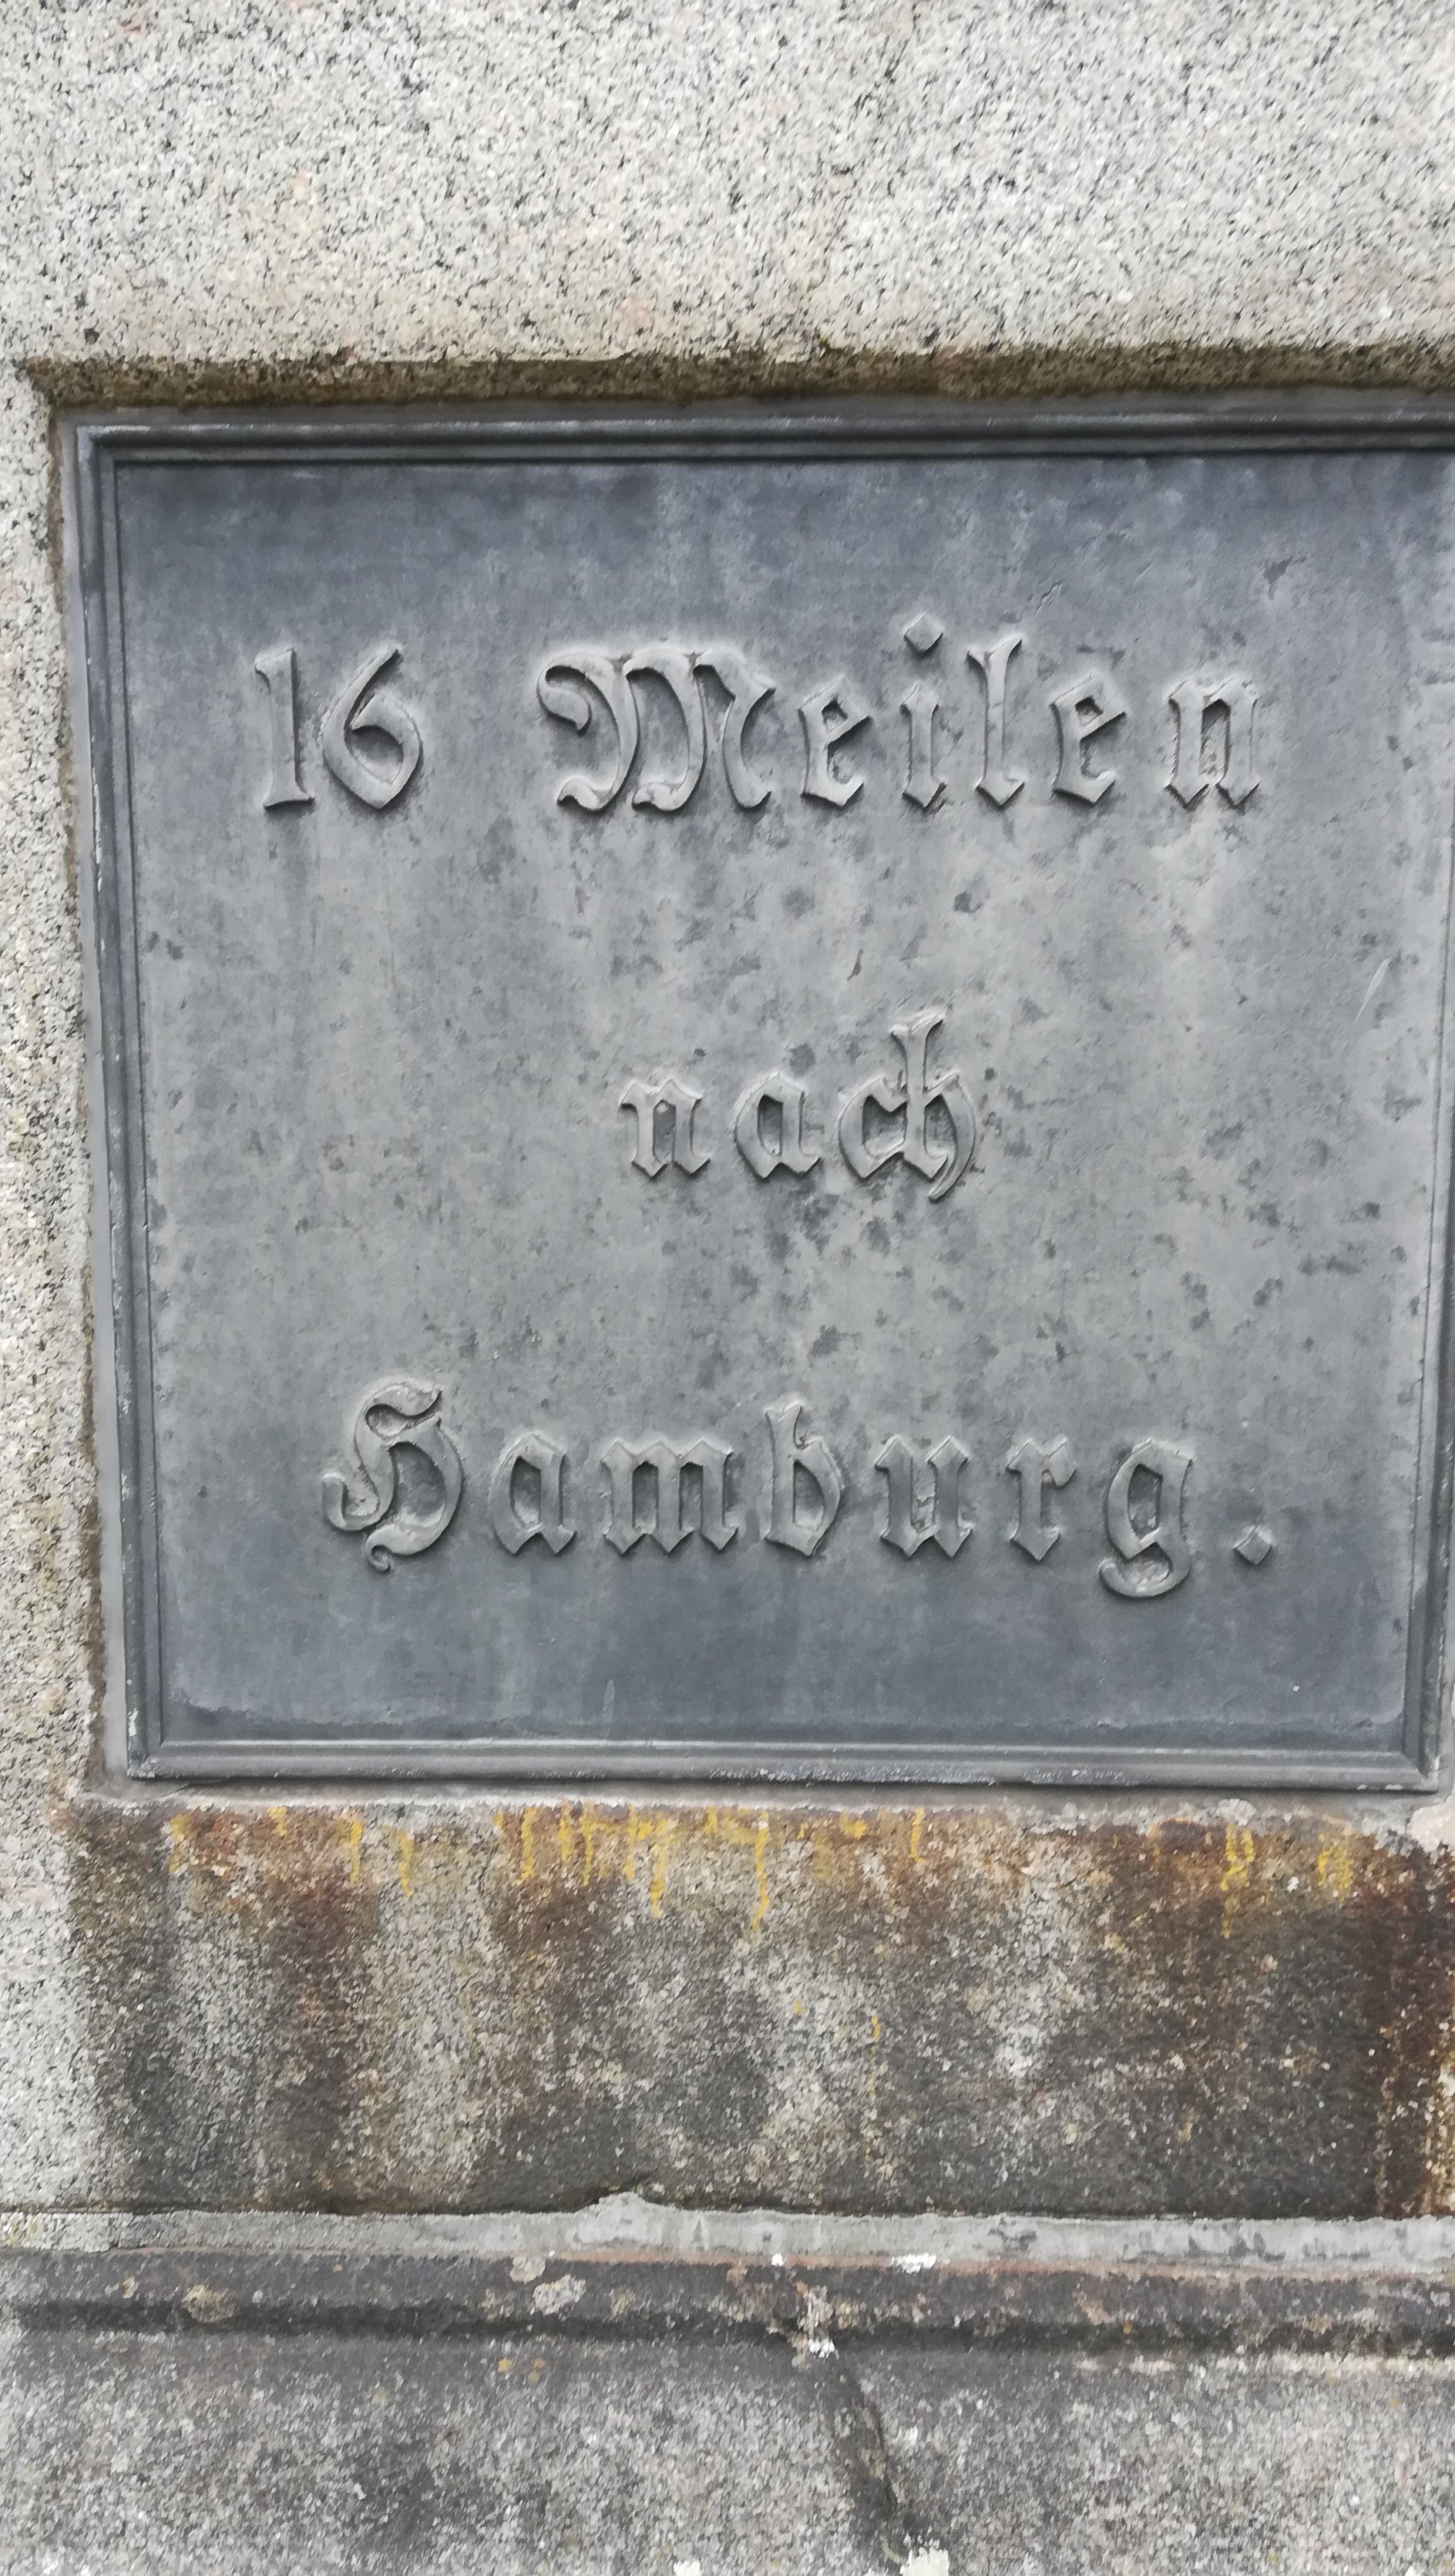 16 Meilen
nach
Hamburg.